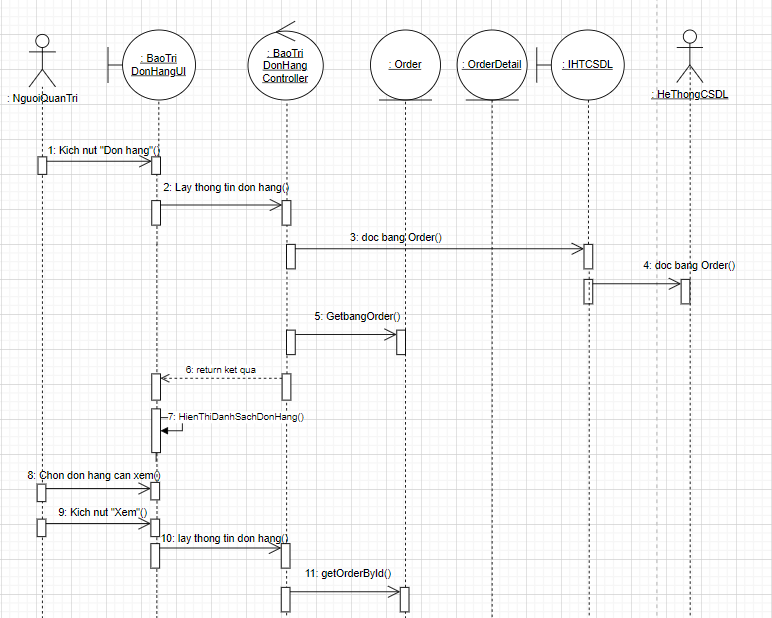 : NguoiQuanTri
: BaoTri
DonHangUI
: BaoTri
DonHang
Controller
: Order
: OrderDetail
: IHTCSDL
: HeThongCSDL
1: Kich nut "Don hang"()
2: Lay thong tin don hang()
3: doc bang Order()
4: doc bang Order()
5: GetbangOrder()
6: return ket qua
7: HienThiDanhSachDonHang()
8: Chon don hang can xem()
9: Kich nut "Xem"()
10: lay thong tin don hang()
11: getOrderById()